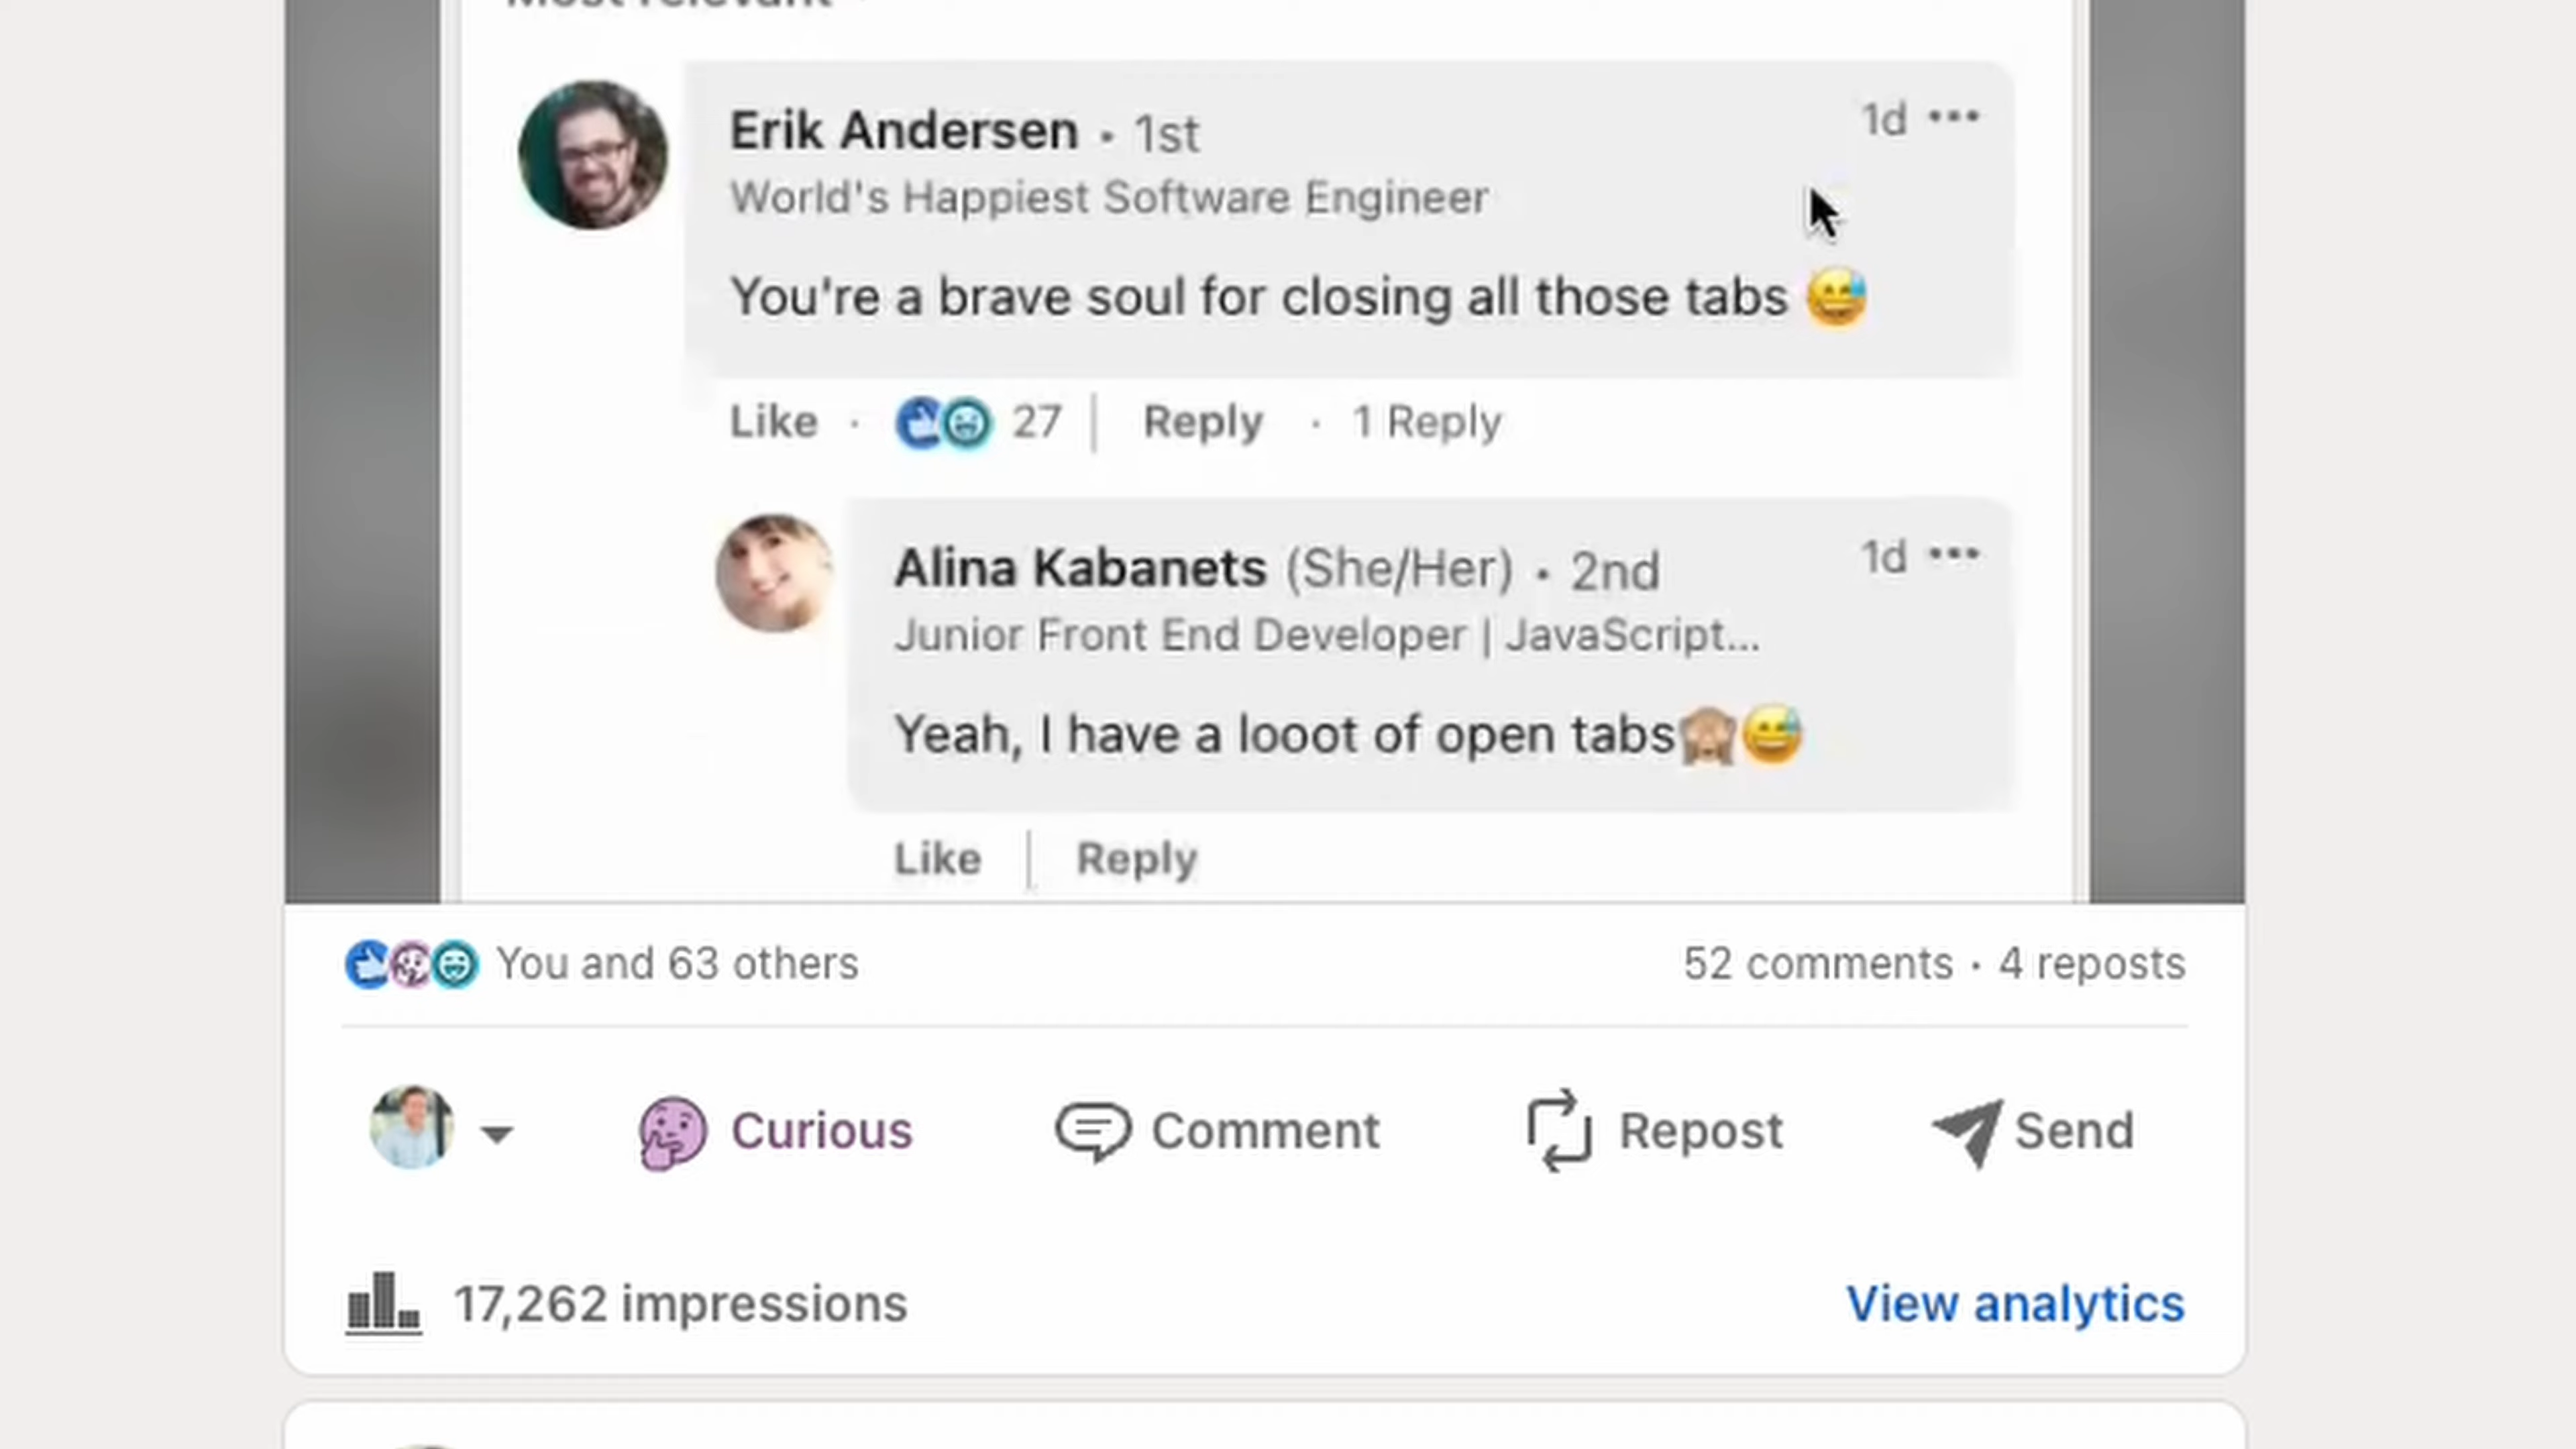 Most relevant
Erik Andersen • 1st
1d •••
World's Happiest Software Engineer
You're a brave soul for closing all those tabs 😅
Like · 27 | Reply · 1 Reply
Alina Kabanets (She/Her) • 2nd
1d •••
Junior Front End Developer | JavaScript...
Yeah, I have a looot of open tabs🙈😅
Like | Reply
You and 63 others
52 comments · 4 reposts
Curious
Comment
Repost
Send
17,262 impressions
View analytics